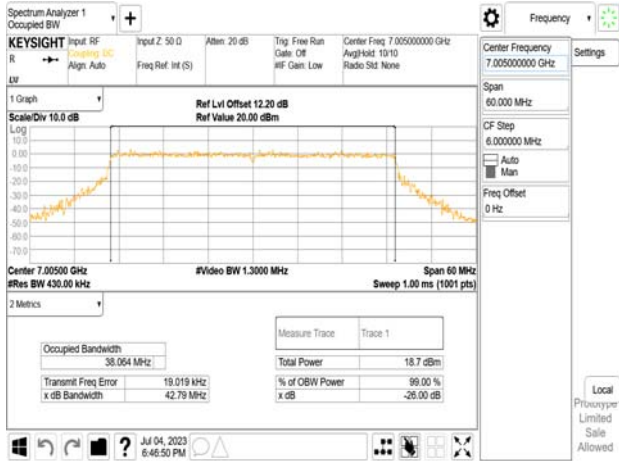 Spectrum Analyzer 1
Occupied BW
Frequency
KEYSIGHT
Input: RF
Coupling: DC
Align: Auto
Input Z: 50 Ω
Freq Ref: Int (S)
Atten: 20 dB
Trig: Free Run
Gate: Off
#IF Gain: Low
Center Freq: 7.005000000 GHz
Avg|Hold: 10/10
Radio Std: None
R
LXI
1 Graph
Scale/Div 10.0 dB
Ref Lvl Offset 12.20 dB
Ref Value 20.00 dBm
Log
10.0
0.00
-10.0
-20.0
-30.0
-40.0
-50.0
-60.0
-70.0
Center 7.00500 GHz
#Res BW 430.00 kHz
#Video BW 1.3000 MHz
Span 60 MHz
Sweep 1.00 ms (1001 pts)
2 Metrics
Measure Trace
Trace 1
Occupied Bandwidth
38.064 MHz
Total Power
18.7 dBm
Transmit Freq Error
19.019 kHz
% of OBW Power
99.00 %
x dB Bandwidth
42.79 MHz
x dB
-26.00 dB
Jul 04, 2023
6:46:50 PM
Center Frequency
7.005000000 GHz
Settings
Span
60.000 MHz
CF Step
6.000000 MHz
Auto
Man
Freq Offset
0 Hz
Local
Prototype
Limited
Sale
Allowed